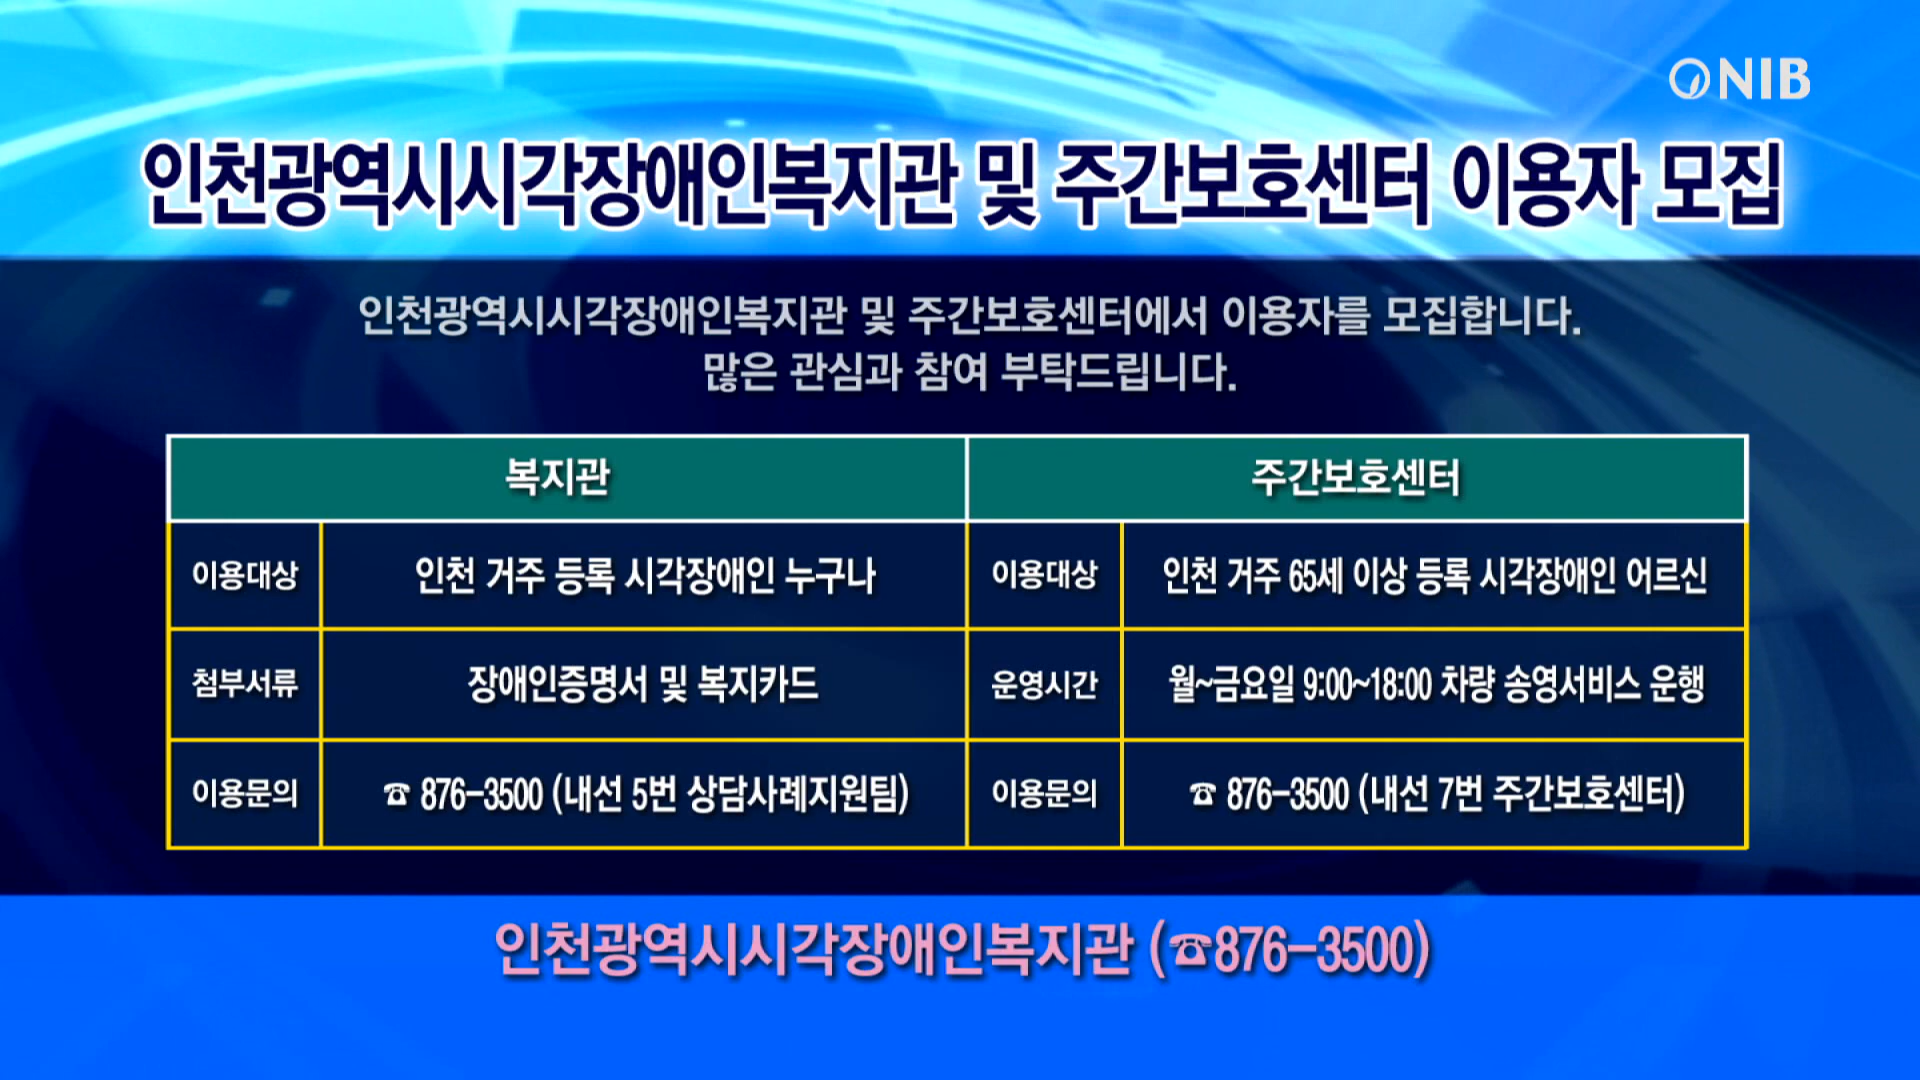 NIB
인천광역시시각장애인복지관 및 주간보호센터 이용자 모집
인천광역시시각장애인복지관 및 주간보호센터에서 이용자를 모집합니다.
많은 관심과 참여 부탁드립니다.
복지관 주간보호센터
이용대상 인천 거주 등록 시각장애인 누구나 이용대상 인천 거주 65세 이상 등록 시각장애인 어르신
첨부서류 장애인증명서 및 복지카드 운영시간 월~금요일 9:00~18:00 차량 송영서비스 운행
이용문의 ☎ 876-3500 (내선 5번 상담사례지원팀) 이용문의 ☎ 876-3500 (내선 7번 주간보호센터)
인천광역시시각장애인복지관 (☎876-3500)